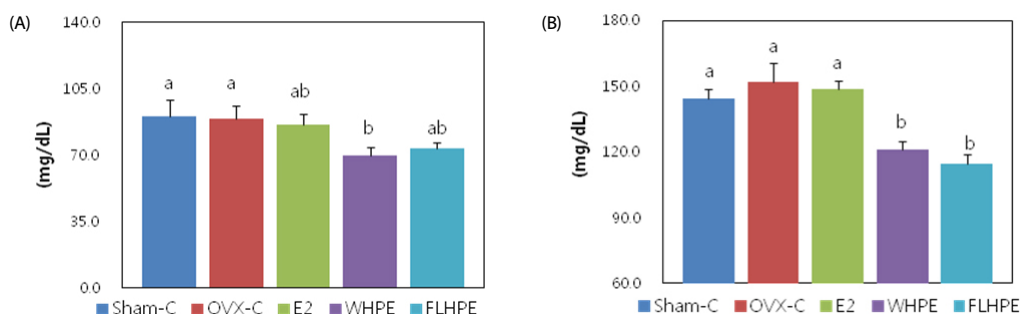 (A)
140.0
105.0
70.0
35.0
0.0
(mg/dL)
a
a
ab
b
ab
Sham-C OVX-C E2 WHPE FLHPE
(B)
180.0
150.0
120.0
90.0
60.0
(mg/dL)
a
a
a
b
b
Sham-C OVX-C E2 WHPE FLHPE